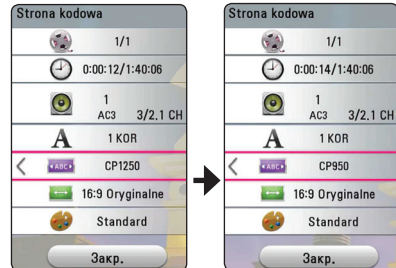 Strona kodowa
1/1
0:00:12/1:40:06
1
AC3 3/2.1 CH
A 1 KOR
ABC CP1250
16:9 Oryginalne
Standard
Закр.
Strona kodowa
1/1
0:00:14/1:40:06
1
AC3 3/2.1 CH
A 1 KOR
ABC CP950
16:9 Oryginalne
Standard
Закр.